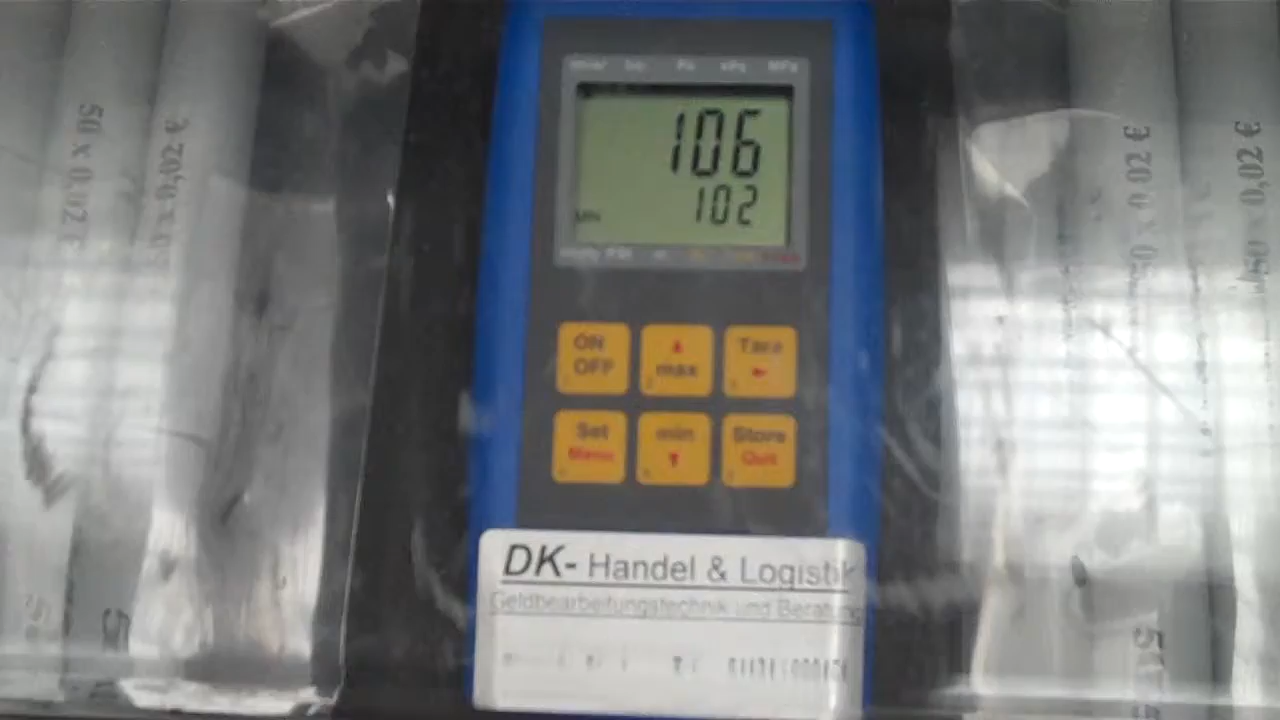 mbar bar Pa kPa MPa
106
MIN 102
ON OFF
max
Tara
Set Menu
min
Store Quit
DK- Handel & Logistik
Geldbearbeitungstechnik und Beratung
50 x 0,02 €
50 x 0,02 €
50 x 0,02 €
50 x 0,02 €